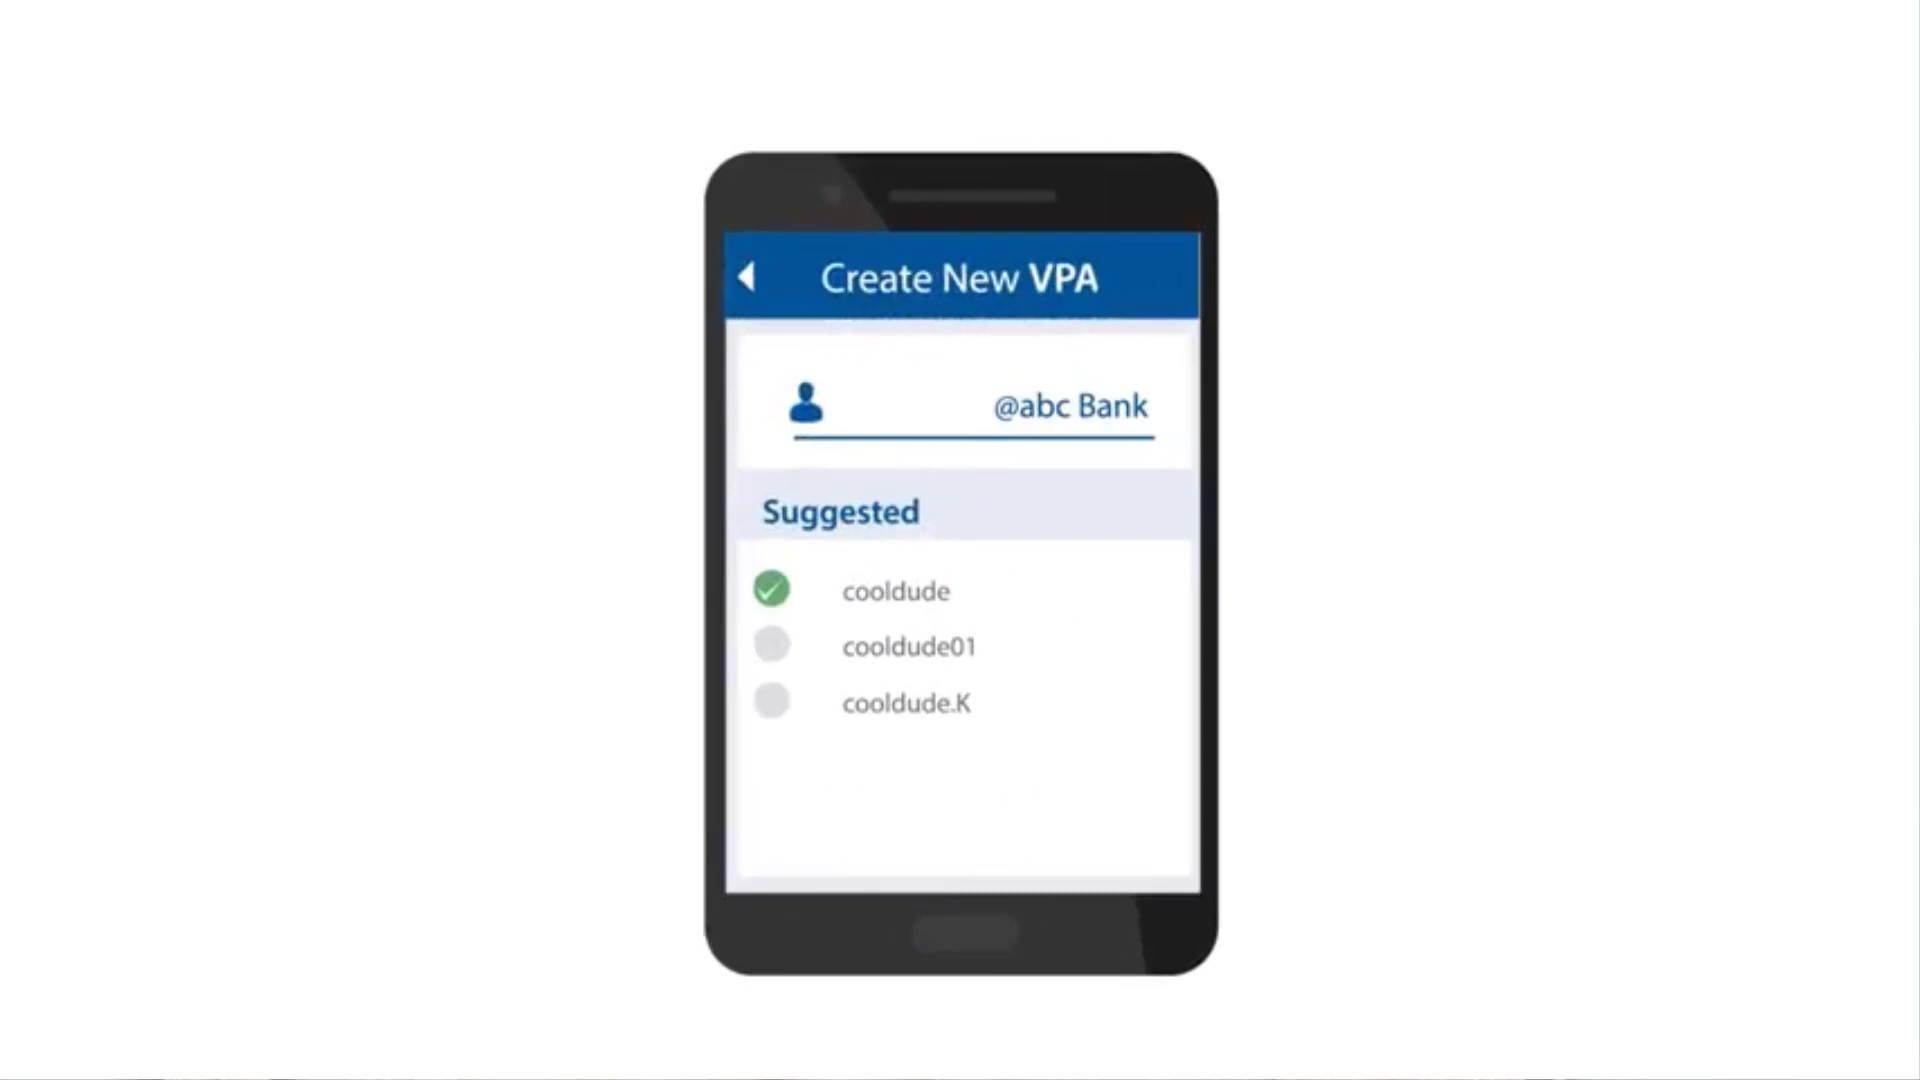 Create New VPA
@abc Bank
Suggested
cooldude
cooldude01
cooldude.K